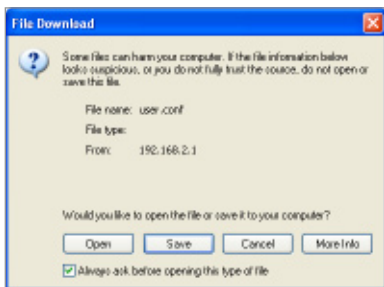 File Download
Some files can harm your computer. If the file information below
looks suspicious, or you do not fully trust the source, do not open or
save this file.
File name: user.conf
File type:
From: 192.168.2.1
Would you like to open the file or save it to your computer?
Open Save Cancel More Info
Always ask before opening this type of file